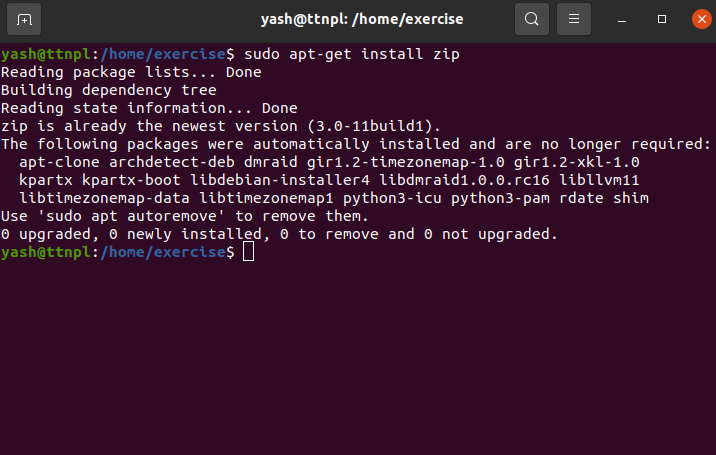 yash@ttnpl: /home/exercise
yash@ttnpl:/home/exercise$ sudo apt-get install zip
Reading package lists... Done
Building dependency tree
Reading state information... Done
zip is already the newest version (3.0-11build1).
The following packages were automatically installed and are no longer required:
  apt-clone archdetect-deb dmraid gir1.2-timezonemap-1.0 gir1.2-xkl-1.0
  kpartx kpartx-boot libdebian-installer4 libdmraid1.0.0.rc16 libllvm11
  libtimezonemap-data libtimezonemap1 python3-icu python3-pam rdate shim
Use 'sudo apt autoremove' to remove them.
0 upgraded, 0 newly installed, 0 to remove and 0 not upgraded.
yash@ttnpl:/home/exercise$